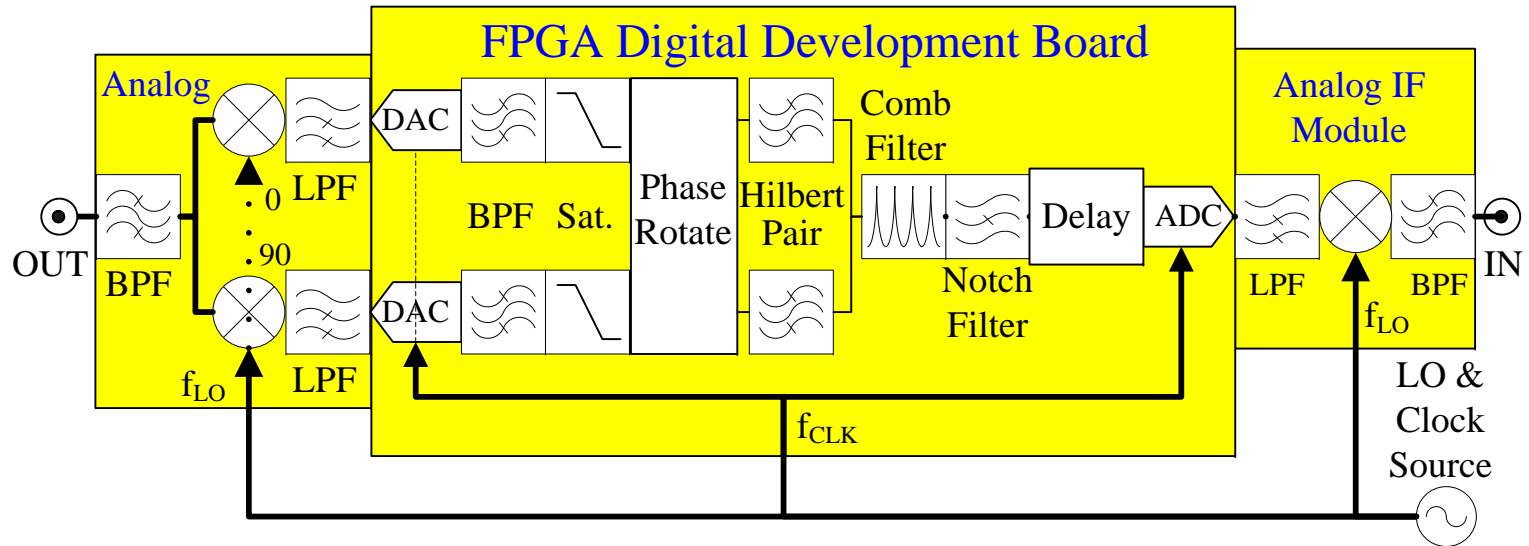 FPGA Digital Development Board
Analog
Analog IF
Module
LPF
DAC
BPF
Sat.
Phase
Rotate
Hilbert
Pair
Comb
Filter
Notch
Filter
Delay
ADC
LPF
BPF
IN
OUT
BPF
0
90
DAC
LPF
f_LO
f_CLK
f_LO
LO &
Clock
Source